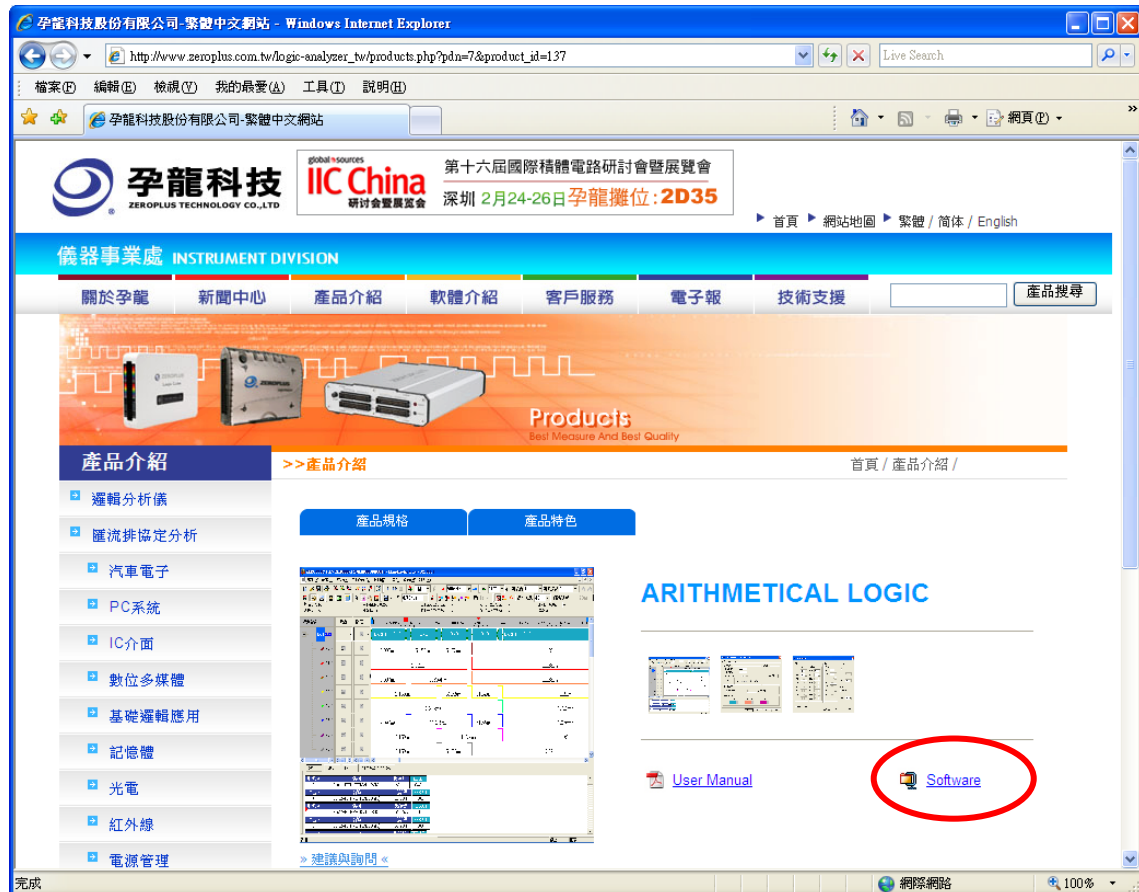 孕龍科技股份有限公司-繁體中文網站 - Windows Internet Explorer
http://www.zeroplus.com.tw/logic-analyzer_tw/products.php?pdn=7&product_id=137
Live Search
檔案(F) 編輯(E) 檢視(V) 我的最愛(A) 工具(T) 說明(H)
孕龍科技股份有限公司-繁體中文網站
網頁(P)
孕龍科技
ZEROPLUS TECHNOLOGY CO.,LTD
global sources
IIC China
研讨会暨展览会
第十六屆國際積體電路研討會暨展覽會
深圳 2月24-26日孕龍攤位:2D35
首頁 網站地圖 繁體 / 简体 / English
儀器事業處 INSTRUMENT DIVISION
關於孕龍 新聞中心 產品介紹 軟體介紹 客戶服務 電子報 技術支援 產品搜尋
Products
Best Measure And Best Quality
產品介紹
>>產品介紹
首頁 / 產品介紹 /
邏輯分析儀
匯流排協定分析
汽車電子
PC系統
IC介面
數位多媒體
基礎邏輯應用
記憶體
光電
紅外線
電源管理
產品規格 產品特色
ARITHMETICAL LOGIC
User Manual
Software
» 建議與詢問 «
完成
網際網路
100%